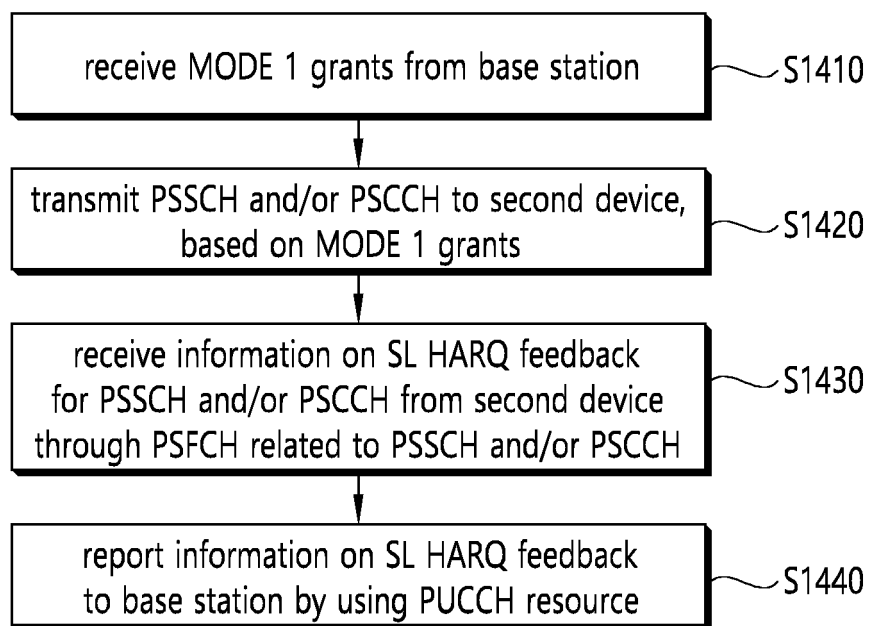 receive MODE 1 grants from base station
S1410
transmit PSSCH and/or PSCCH to second device,
based on MODE 1 grants
S1420
receive information on SL HARQ feedback
for PSSCH and/or PSCCH from second device
through PSFCH related to PSSCH and/or PSCCH
S1430
report information on SL HARQ feedback
to base station by using PUCCH resource
S1440